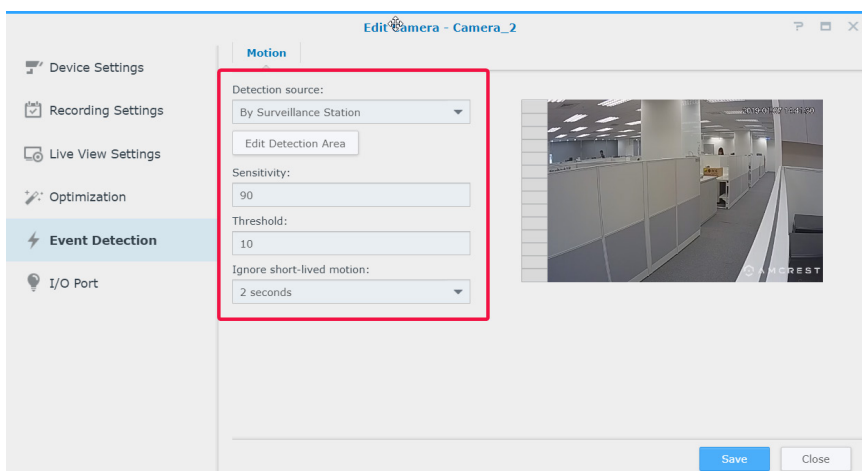 Edit Camera - Camera_2
Device Settings
Recording Settings
Live View Settings
Optimization
Event Detection
I/O Port
Motion
Detection source:
By Surveillance Station
Edit Detection Area
Sensitivity:
90
Threshold:
10
Ignore short-lived motion:
2 seconds
AMCREST
Save
Close